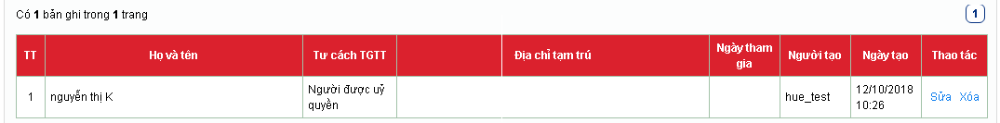 Có 1 bản ghi trong 1 trang
1
TT
Họ và tên
Tư cách TGTT
Địa chỉ tạm trú
Ngày tham
gia
Người tạo
Ngày tạo
Thao tác
1
nguyễn thị K
Người được uỷ
quyền
hue_test
12/10/2018
10:26
Sửa Xóa